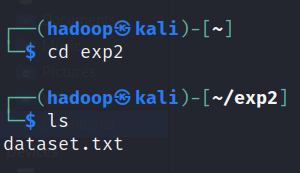 ┌──(hadoop㉿kali)-[~]
└─$ cd exp2
┌──(hadoop㉿kali)-[~/exp2]
└─$ ls
dataset.txt